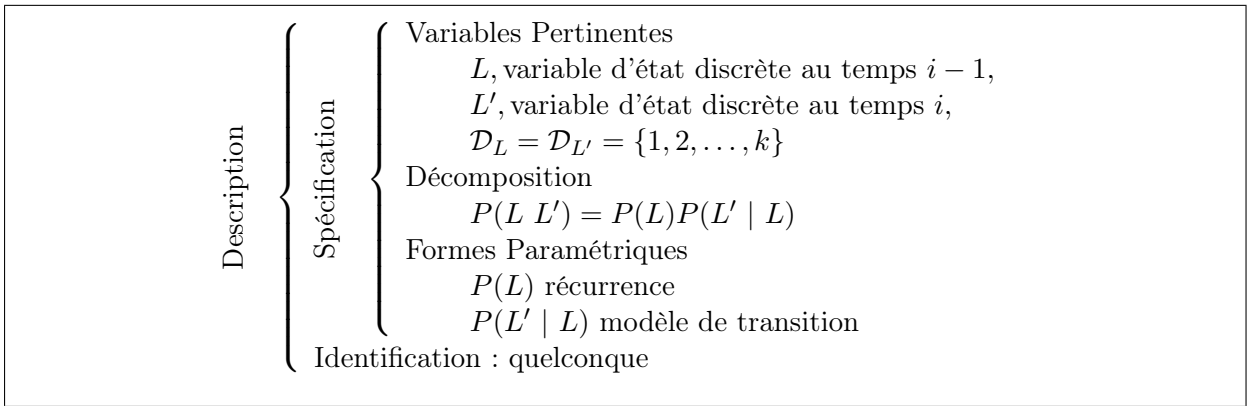 Description
Spécification
Variables Pertinentes
L, variable d'état discrète au temps i − 1,
L′, variable d'état discrète au temps i,
𝒟_L = 𝒟_L′ = {1, 2, . . . , k}
Décomposition
P(L L′) = P(L)P(L′ | L)
Formes Paramétriques
P(L) récurrence
P(L′ | L) modèle de transition
Identification : quelconque